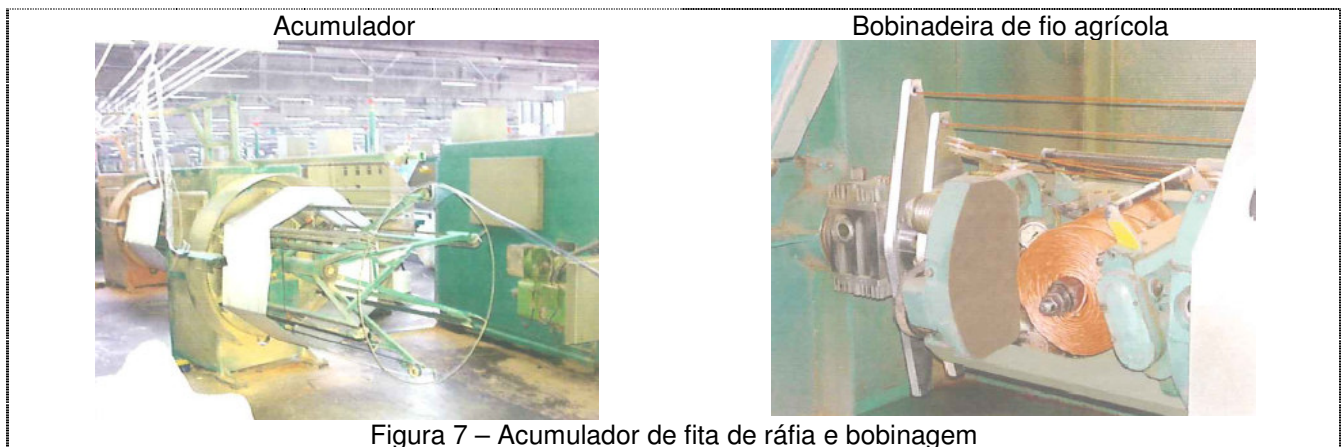 Acumulador
Bobinadeira de fio agrícola
Figura 7 – Acumulador de fita de ráfia e bobinagem